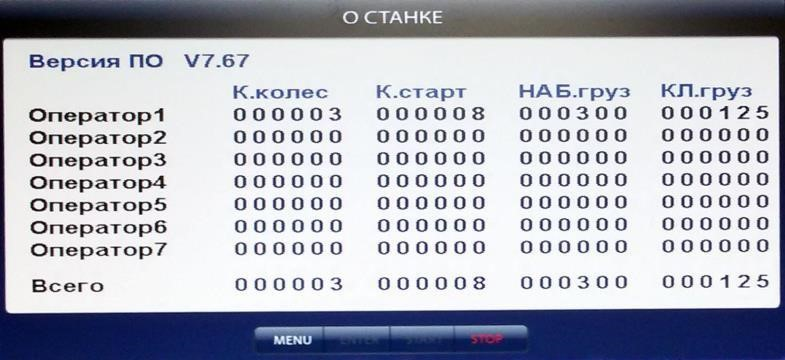 О СТАНКЕ
Версия ПО V7.67
К.колес К.старт НАБ.груз КЛ.груз
Оператор1 000003 000008 000300 000125
Оператор2 000000 000000 000000 000000
Оператор3 000000 000000 000000 000000
Оператор4 000000 000000 000000 000000
Оператор5 000000 000000 000000 000000
Оператор6 000000 000000 000000 000000
Оператор7 000000 000000 000000 000000
Всего 000003 000008 000300 000125
MENU ENTER START STOP